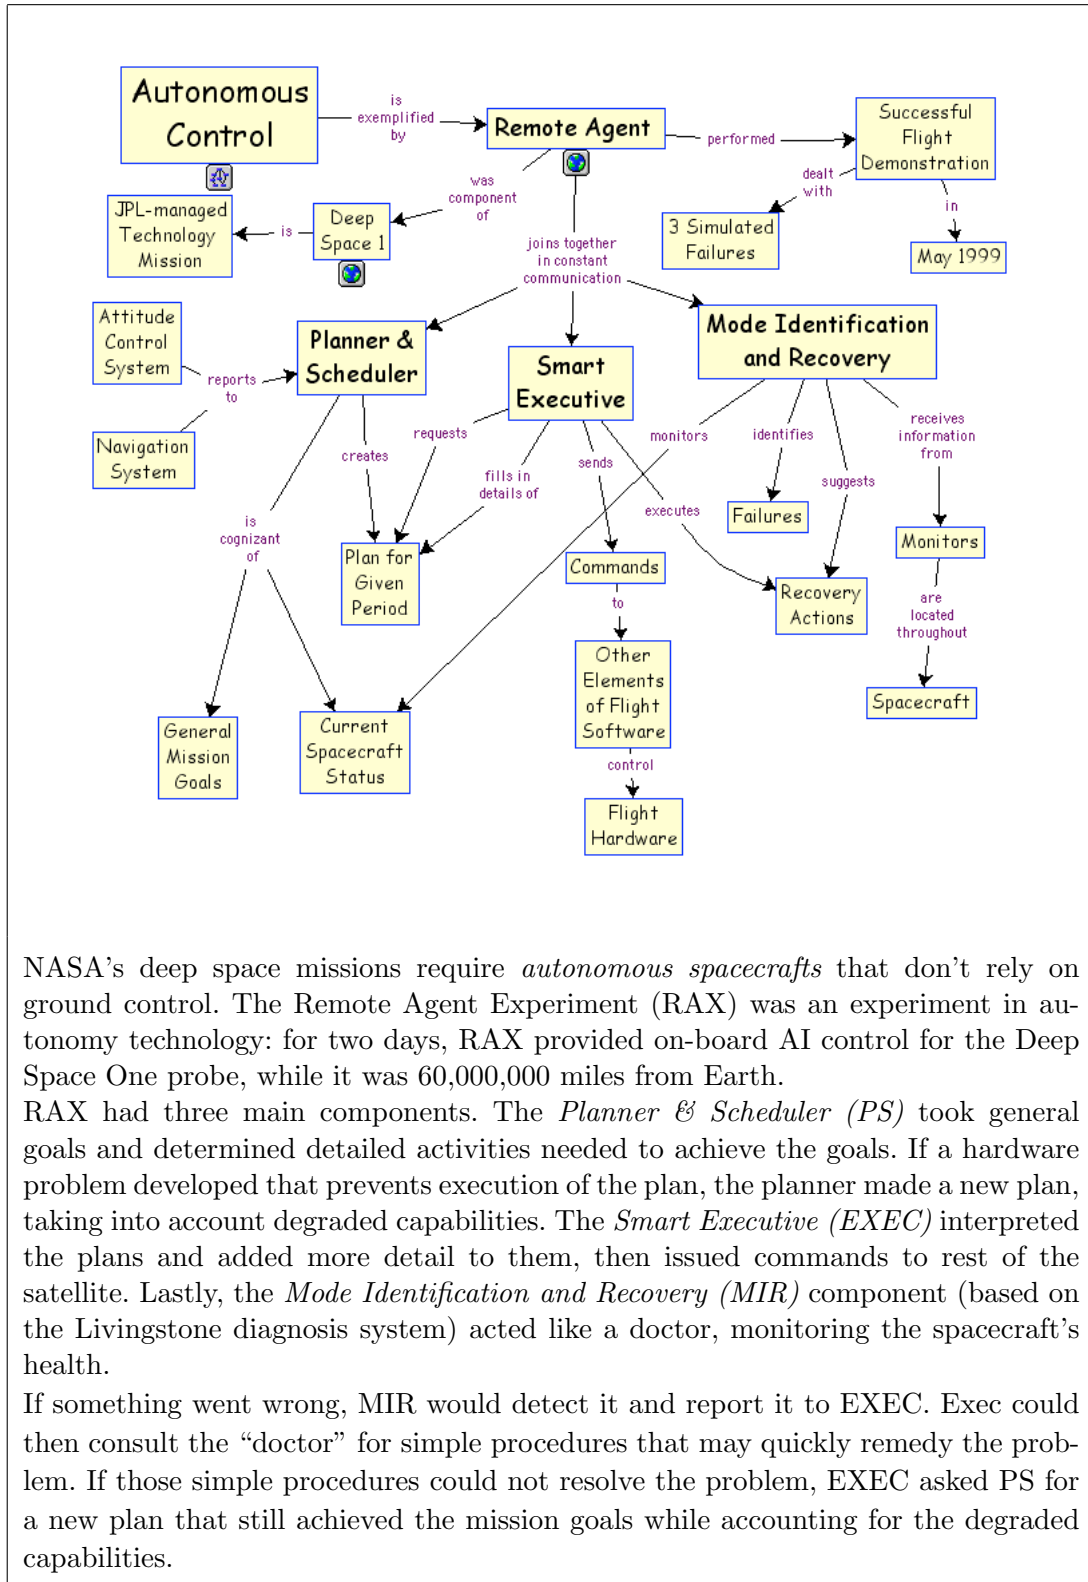 Autonomous
Control
is
exemplified
by
Remote Agent
performed
Successful
Flight
Demonstration
was
component
of
dealt
with
in
JPL-managed
Technology
Mission
is
Deep
Space 1
3 Simulated
Failures
May 1999
joins together
in constant
communication
Attitude
Control
System
reports
to
Navigation
System
Planner &
Scheduler
Smart
Executive
Mode Identification
and Recovery
requests
creates
fills in
details of
sends
monitors
executes
identifies
suggests
receives
information
from
is
cognizant
of
Plan for
Given
Period
Commands
Failures
Monitors
Recovery
Actions
to
are
located
throughout
Other
Elements
of Flight
Software
Spacecraft
General
Mission
Goals
Current
Spacecraft
Status
control
Flight
Hardware
NASA's deep space missions require autonomous spacecrafts that don't rely on
ground control. The Remote Agent Experiment (RAX) was an experiment in au-
tonomy technology: for two days, RAX provided on-board AI control for the Deep
Space One probe, while it was 60,000,000 miles from Earth.
RAX had three main components. The Planner & Scheduler (PS) took general
goals and determined detailed activities needed to achieve the goals. If a hardware
problem developed that prevents execution of the plan, the planner made a new plan,
taking into account degraded capabilities. The Smart Executive (EXEC) interpreted
the plans and added more detail to them, then issued commands to rest of the
satellite. Lastly, the Mode Identification and Recovery (MIR) component (based on
the Livingstone diagnosis system) acted like a doctor, monitoring the spacecraft's
health.
If something went wrong, MIR would detect it and report it to EXEC. Exec could
then consult the “doctor” for simple procedures that may quickly remedy the prob-
lem. If those simple procedures could not resolve the problem, EXEC asked PS for
a new plan that still achieved the mission goals while accounting for the degraded
capabilities.